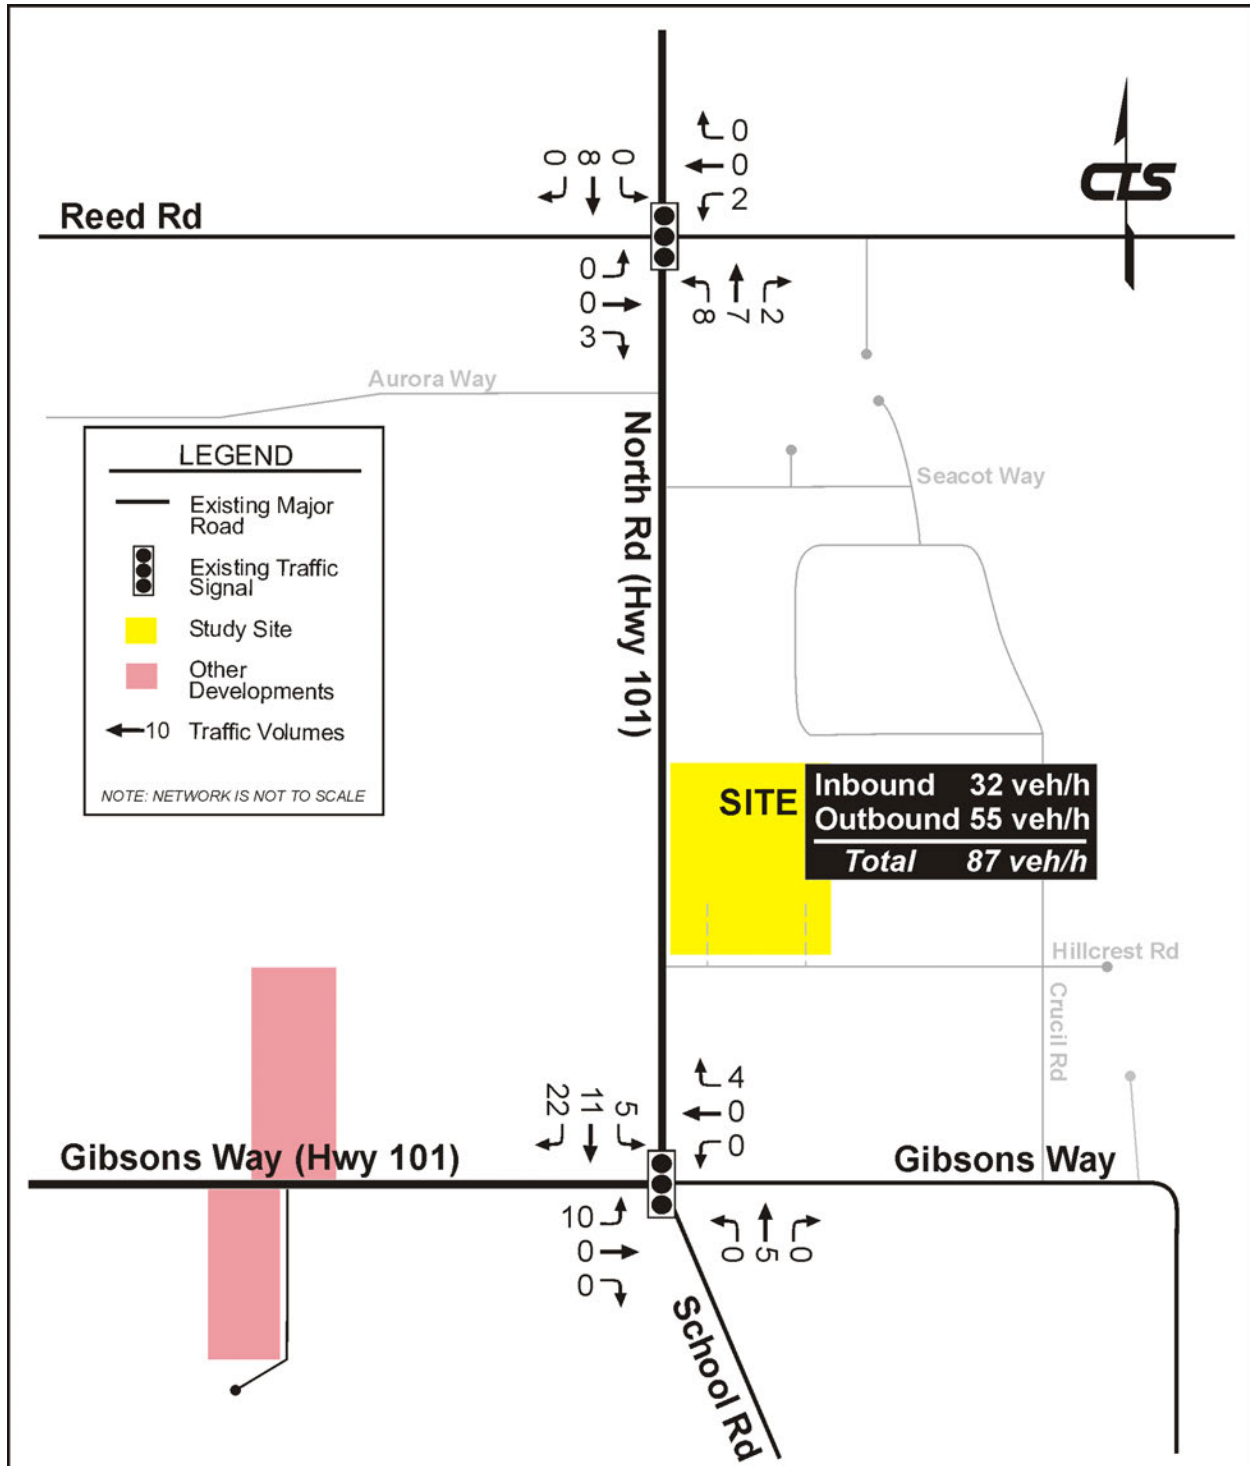 0
0
2
0
8
0
CTS
Reed Rd
0
0
3
8
7
2
Aurora Way
North Rd (Hwy 101)
LEGEND
Existing Major
Road
Existing Traffic
Signal
Study Site
Other
Developments
10 Traffic Volumes
NOTE: NETWORK IS NOT TO SCALE
Seacot Way
SITE
Inbound 32 veh/h
Outbound 55 veh/h
Total 87 veh/h
Hillcrest Rd
Crucil Rd
22
11
5
4
0
0
Gibsons Way (Hwy 101)
Gibsons Way
10
0
0
0
5
0
School Rd